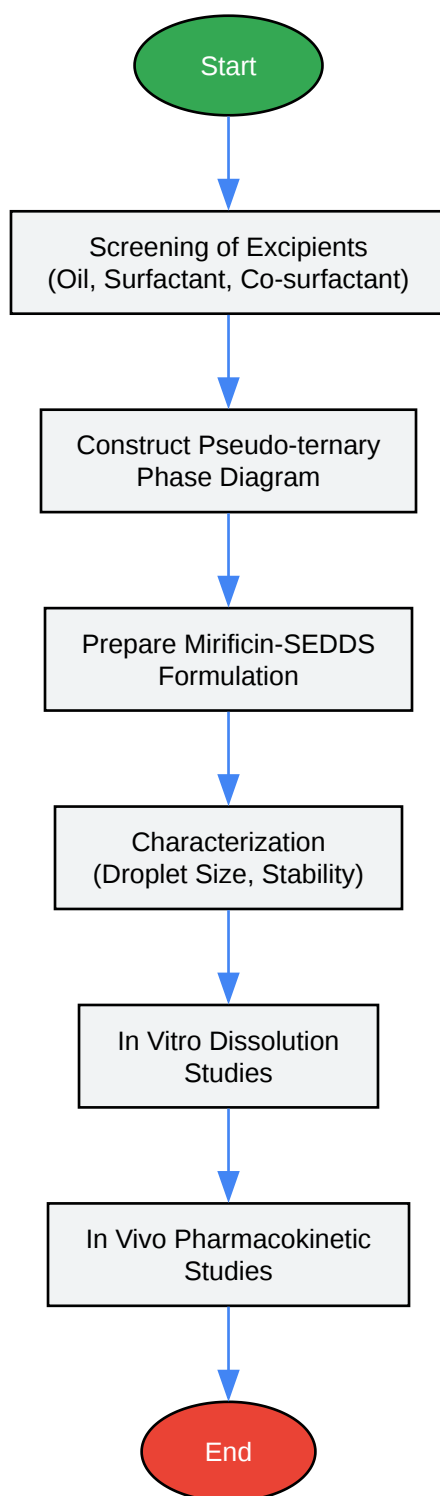 Start
Screening of Excipients
(Oil, Surfactant, Co-surfactant)
Construct Pseudo-ternary
Phase Diagram
Prepare Mirificin-SEDDS
Formulation
Characterization
(Droplet Size, Stability)
In Vitro Dissolution
Studies
In Vivo Pharmacokinetic
Studies
End